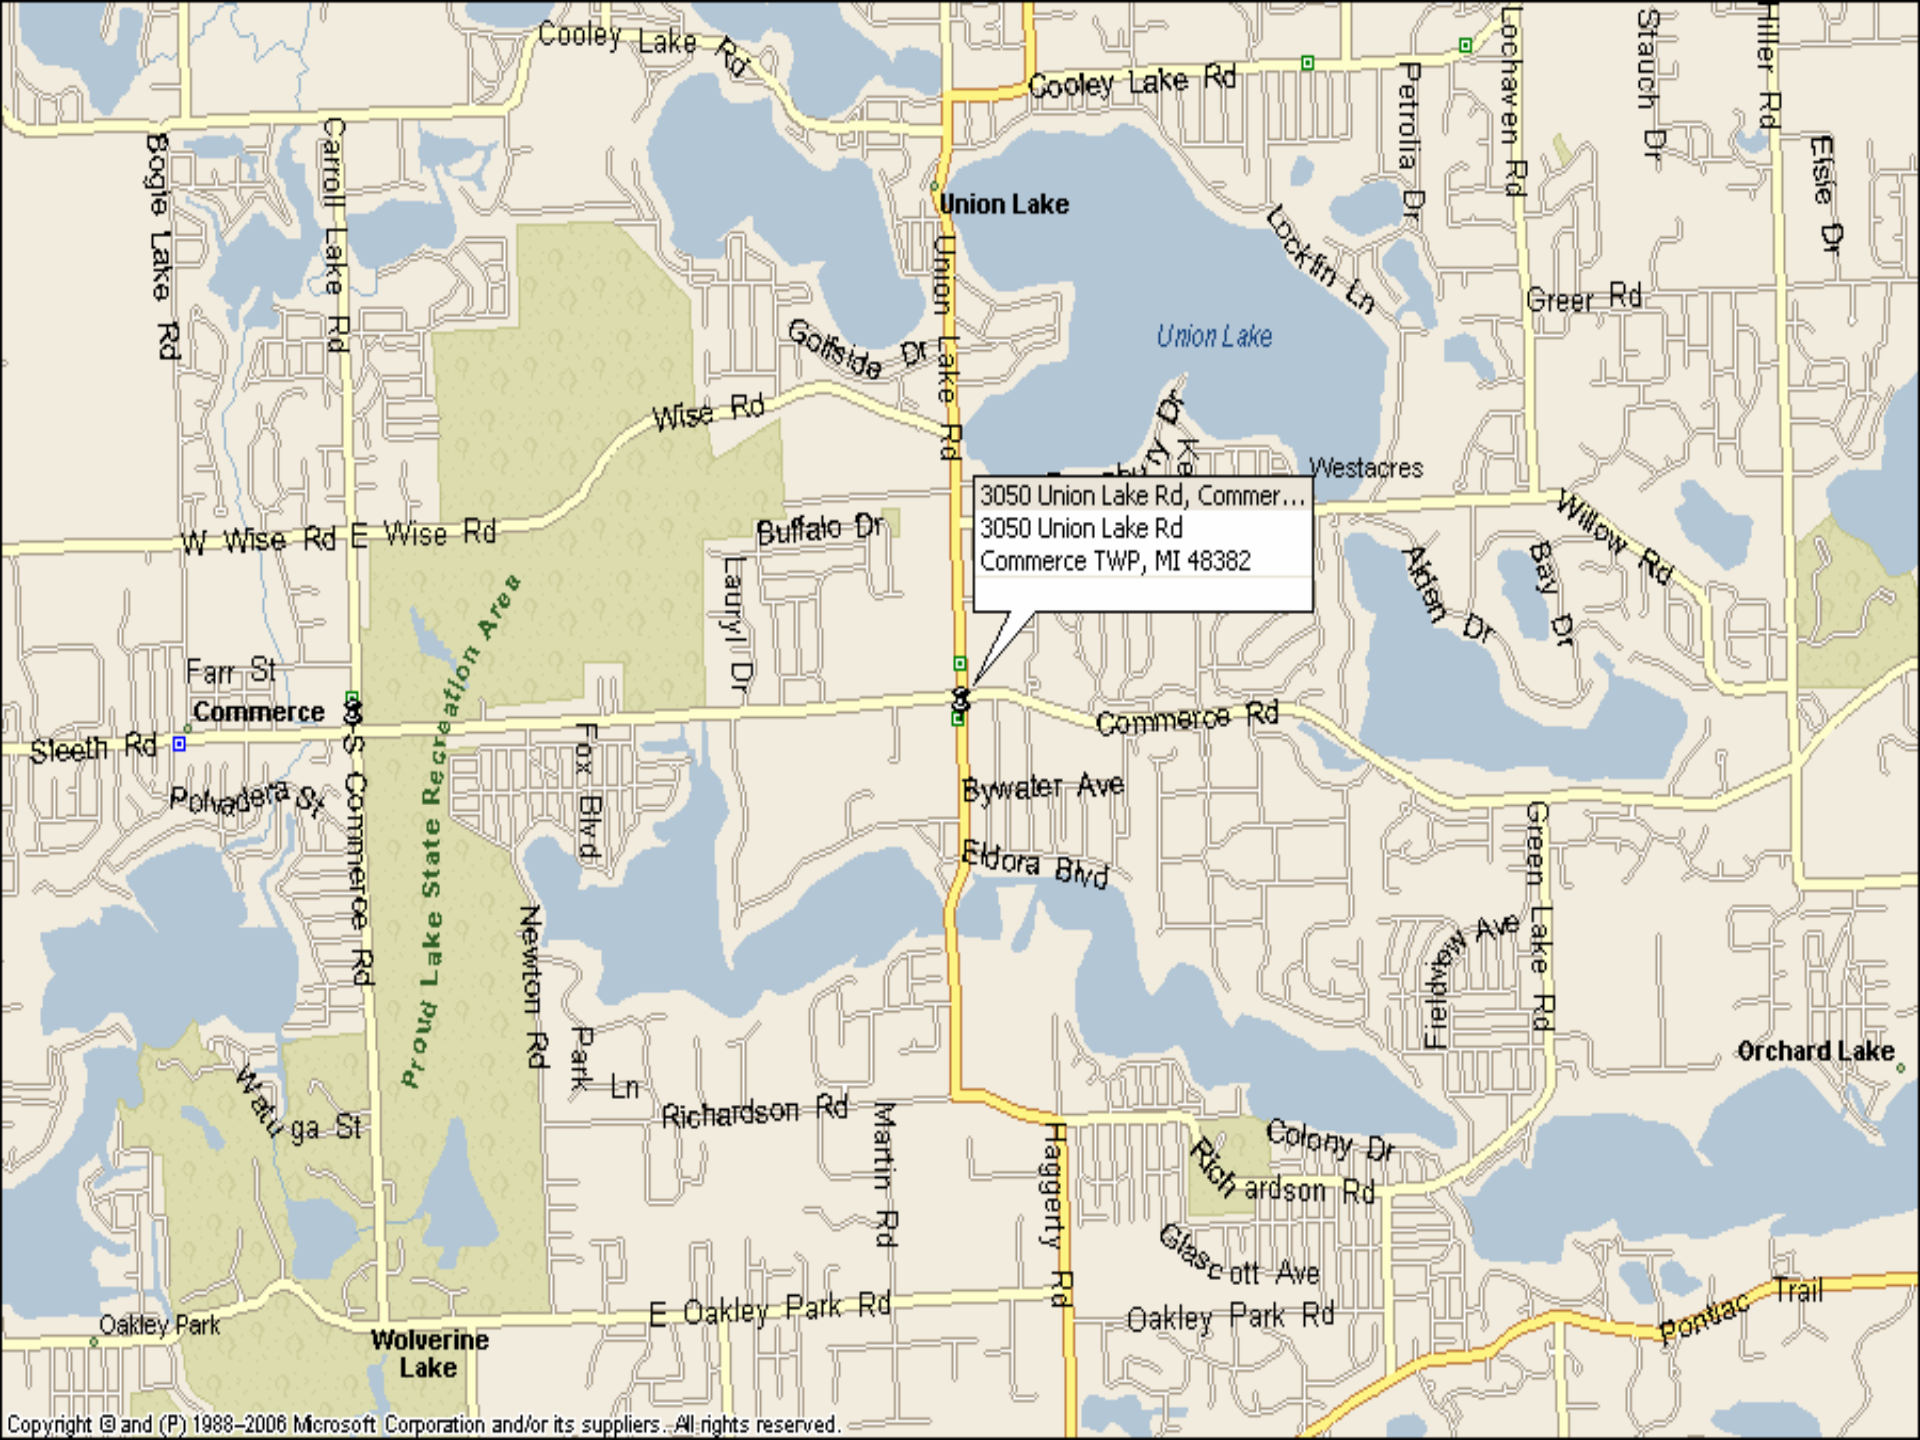 Cooley Lake Rd
Cooley Lake Rd
Petrolia Dr
Lochaven Rd
Stauch Dr
Hiller Rd
Elsie Dr
Bogie Lake Rd
Carroll Lake Rd
Union Lake
Union Lake Rd
Lockfin Ln
Greer Rd
Union Lake
Golfside Dr
Wise Rd
Westacres
3050 Union Lake Rd, Commer...
3050 Union Lake Rd
Commerce TWP, MI 48382
W Wise Rd
E Wise Rd
Buffalo Dr
Lauryl Dr
Willow Rd
Alden Dr
Bay Dr
Proud Lake State Recreation Area
Farr St
Commerce
Sleeth Rd
Commerce Rd
Polvadera St
S Commerce Rd
Fox Blvd
Bywater Ave
Eldora Blvd
Green Lake Rd
Fieldview Ave
Newton Rd
Park Ln
Orchard Lake
Watuga St
Richardson Rd
Martin Rd
Haggerty Rd
Colony Dr
Richardson Rd
Glascott Ave
E Oakley Park Rd
Oakley Park Rd
Pontiac Trail
Oakley Park
Wolverine
Lake
Copyright © and (P) 1988–2006 Microsoft Corporation and/or its suppliers. All rights reserved.